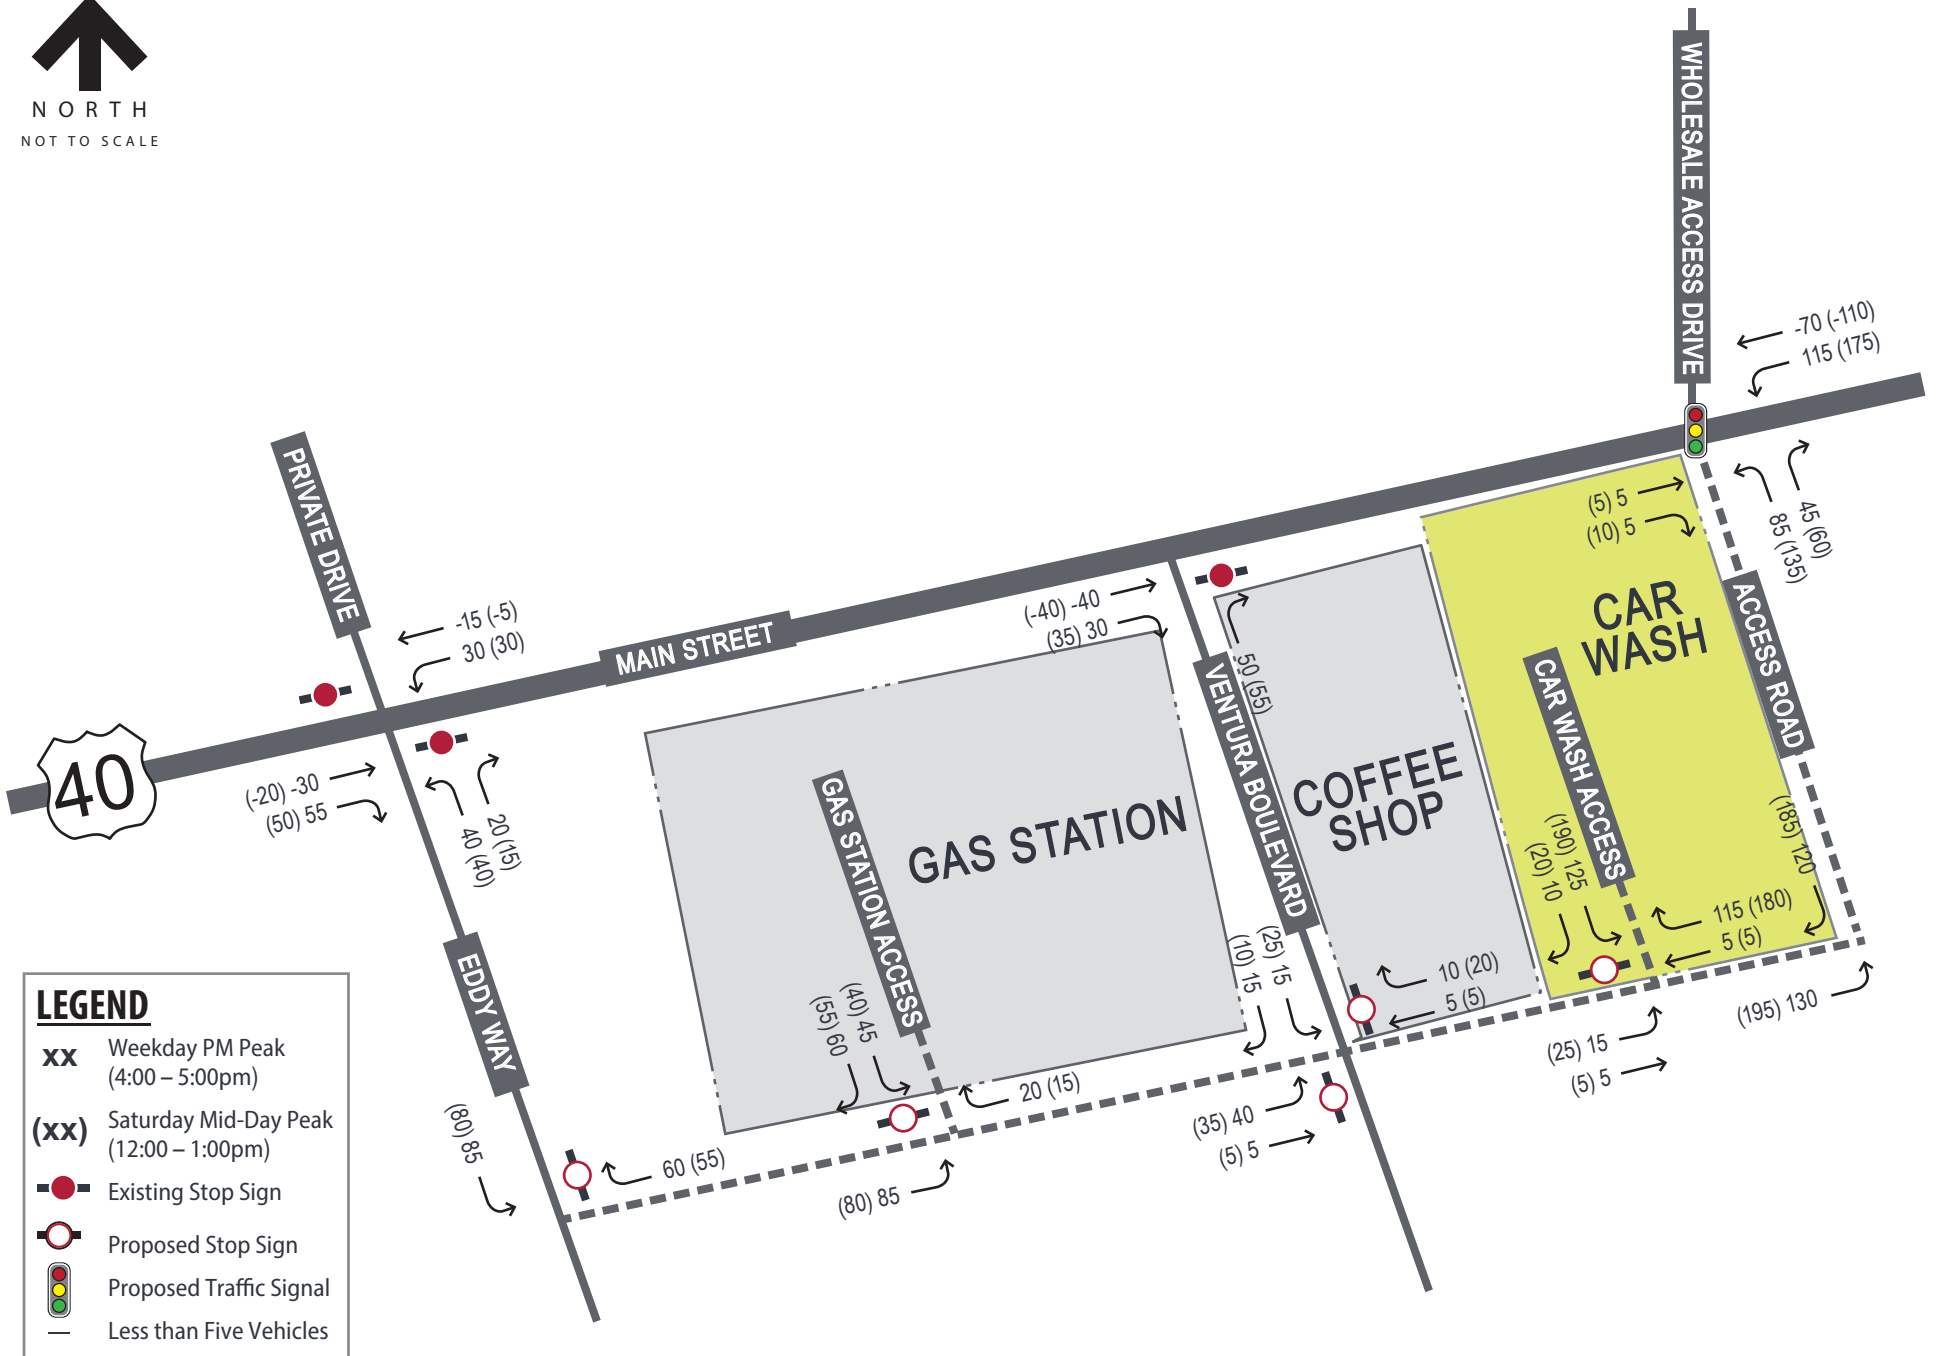 NORTH
NOT TO SCALE
WHOLESALE ACCESS DRIVE
-70 (-110)
115 (175)
PRIVATE DRIVE
45 (60)
85 (135)
(5) 5
(10) 5
CAR
WASH
ACCESS ROAD
(-40) -40
(35) 30
-15 (-5)
30 (30)
MAIN STREET
50 (55)
VENTURA BOULEVARD
40
(-20) -30
(50) 55
20 (15)
40 (40)
GAS STATION ACCESS
GAS STATION
COFFEE
SHOP
CAR WASH ACCESS
(190) 125
(20) 10
(185) 120
115 (180)
5 (5)
EDDY WAY
(25) 15
(10) 15
10 (20)
5 (5)
(195) 130
(40) 45
(55) 60
20 (15)
(25) 15
(5) 5
(80) 85
60 (55)
(80) 85
(35) 40
(5) 5
LEGEND
xx Weekday PM Peak
(4:00 – 5:00pm)
(xx) Saturday Mid-Day Peak
(12:00 – 1:00pm)
Existing Stop Sign
Proposed Stop Sign
Proposed Traffic Signal
Less than Five Vehicles